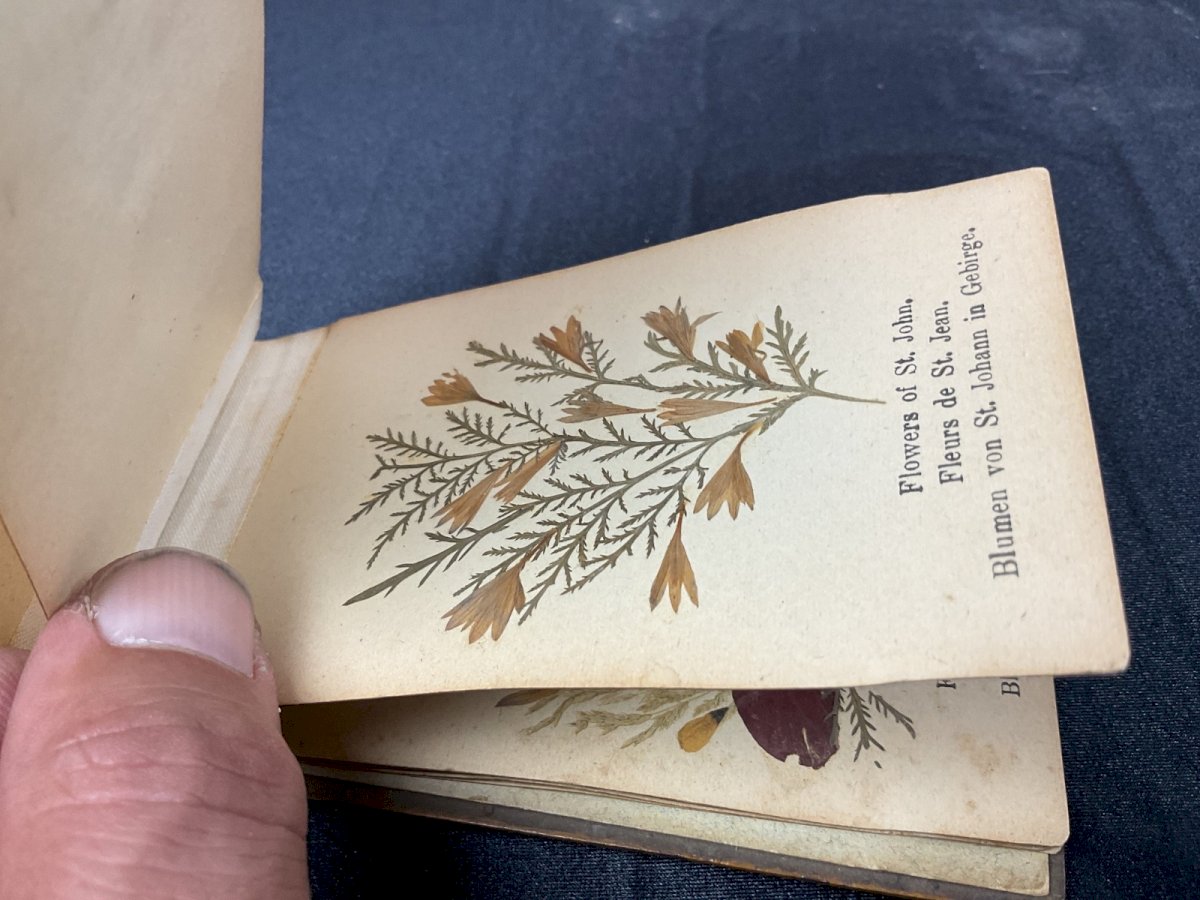 Flowers of St. John.
Fleurs de St. Jean.
Blumen von St. Johann in Gebirge.